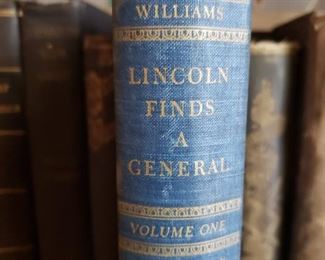 WILLIAMS
LINCOLN
FINDS
A
GENERAL
VOLUME ONE